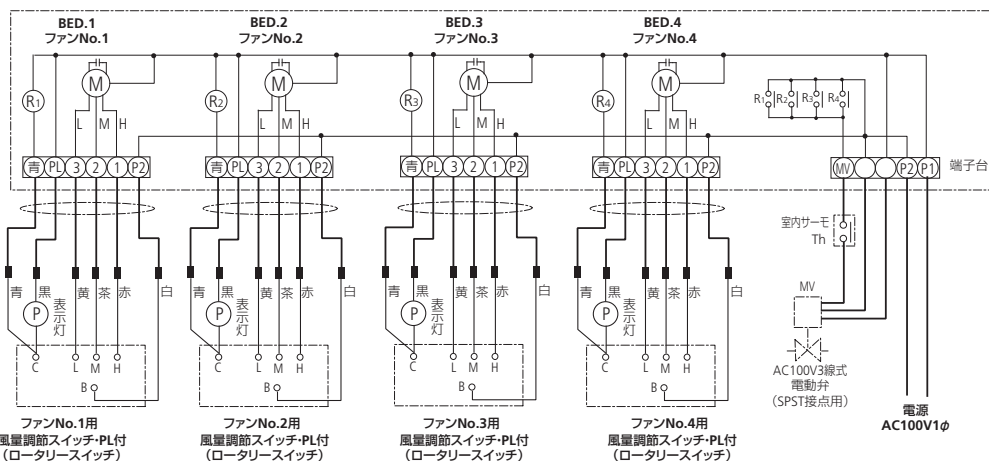 BED.1
ファンNo.1
BED.2
ファンNo.2
BED.3
ファンNo.3
BED.4
ファンNo.4
M
M
M
M
R1
R2
R3
R4
L M H
L M H
L M H
L M H
R1 R2 R3 R4
青 PL 3 2 1 P2
青 PL 3 2 1 P2
青 PL 3 2 1 P2
青 PL 3 2 1 P2
MV P2 P1
端子台
室内サーモ
Th
青 黒 黄 茶 赤 白
青 黒 黄 茶 赤 白
青 黒 黄 茶 赤 白
青 黒 黄 茶 赤 白
P 表示灯
P 表示灯
P 表示灯
P 表示灯
MV
C L M H
B
C L M H
B
C L M H
B
C L M H
B
AC100V3線式
電動弁
(SPST接点用)
電源
AC100V1φ
ファンNo.1用
風量調節スイッチ・PL付
(ロータリースイッチ)
ファンNo.2用
風量調節スイッチ・PL付
(ロータリースイッチ)
ファンNo.3用
風量調節スイッチ・PL付
(ロータリースイッチ)
ファンNo.4用
風量調節スイッチ・PL付
(ロータリースイッチ)